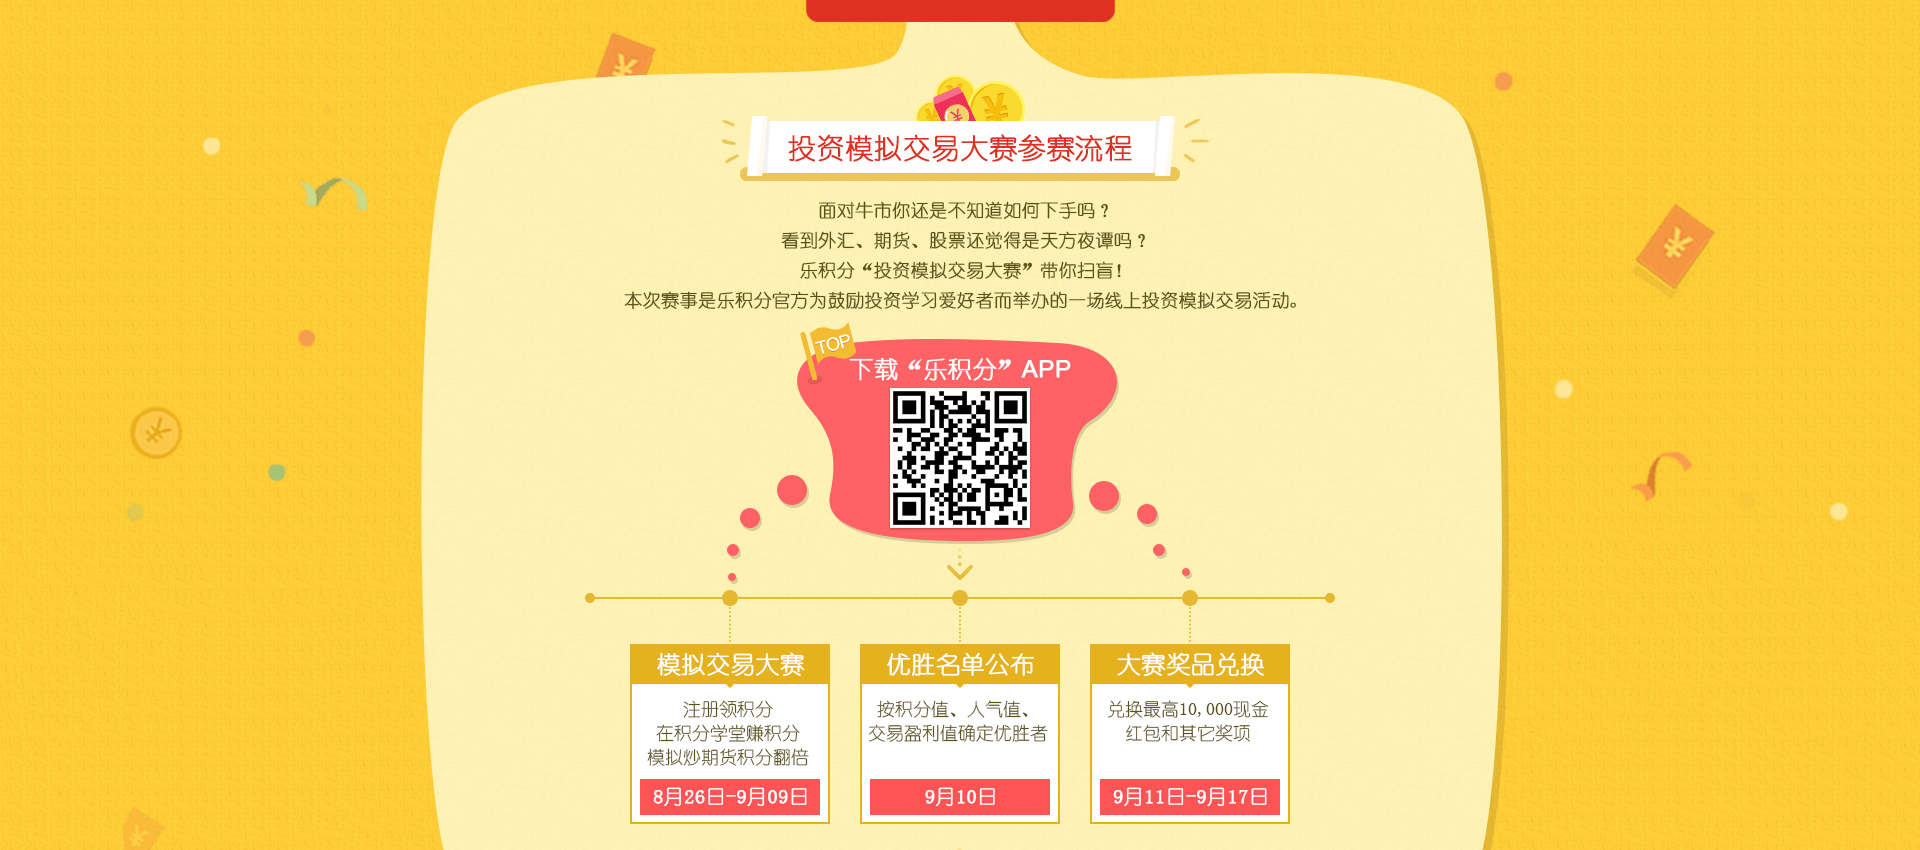 投资模拟交易大赛参赛流程
面对牛市你还是不知道如何下手吗？
看到外汇、期货、股票还觉得是天方夜谭吗？
乐积分“投资模拟交易大赛”带你扫盲！
本次赛事是乐积分官方为鼓励投资学习爱好者而举办的一场线上投资模拟交易活动。
TOP
下载“乐积分”APP
模拟交易大赛
注册领积分
在积分学堂赚积分
模拟炒期货积分翻倍
8月26日-9月09日
优胜名单公布
按积分值、人气值、
交易盈利值确定优胜者
9月10日
大赛奖品兑换
兑换最高10,000现金
红包和其它奖项
9月11日-9月17日